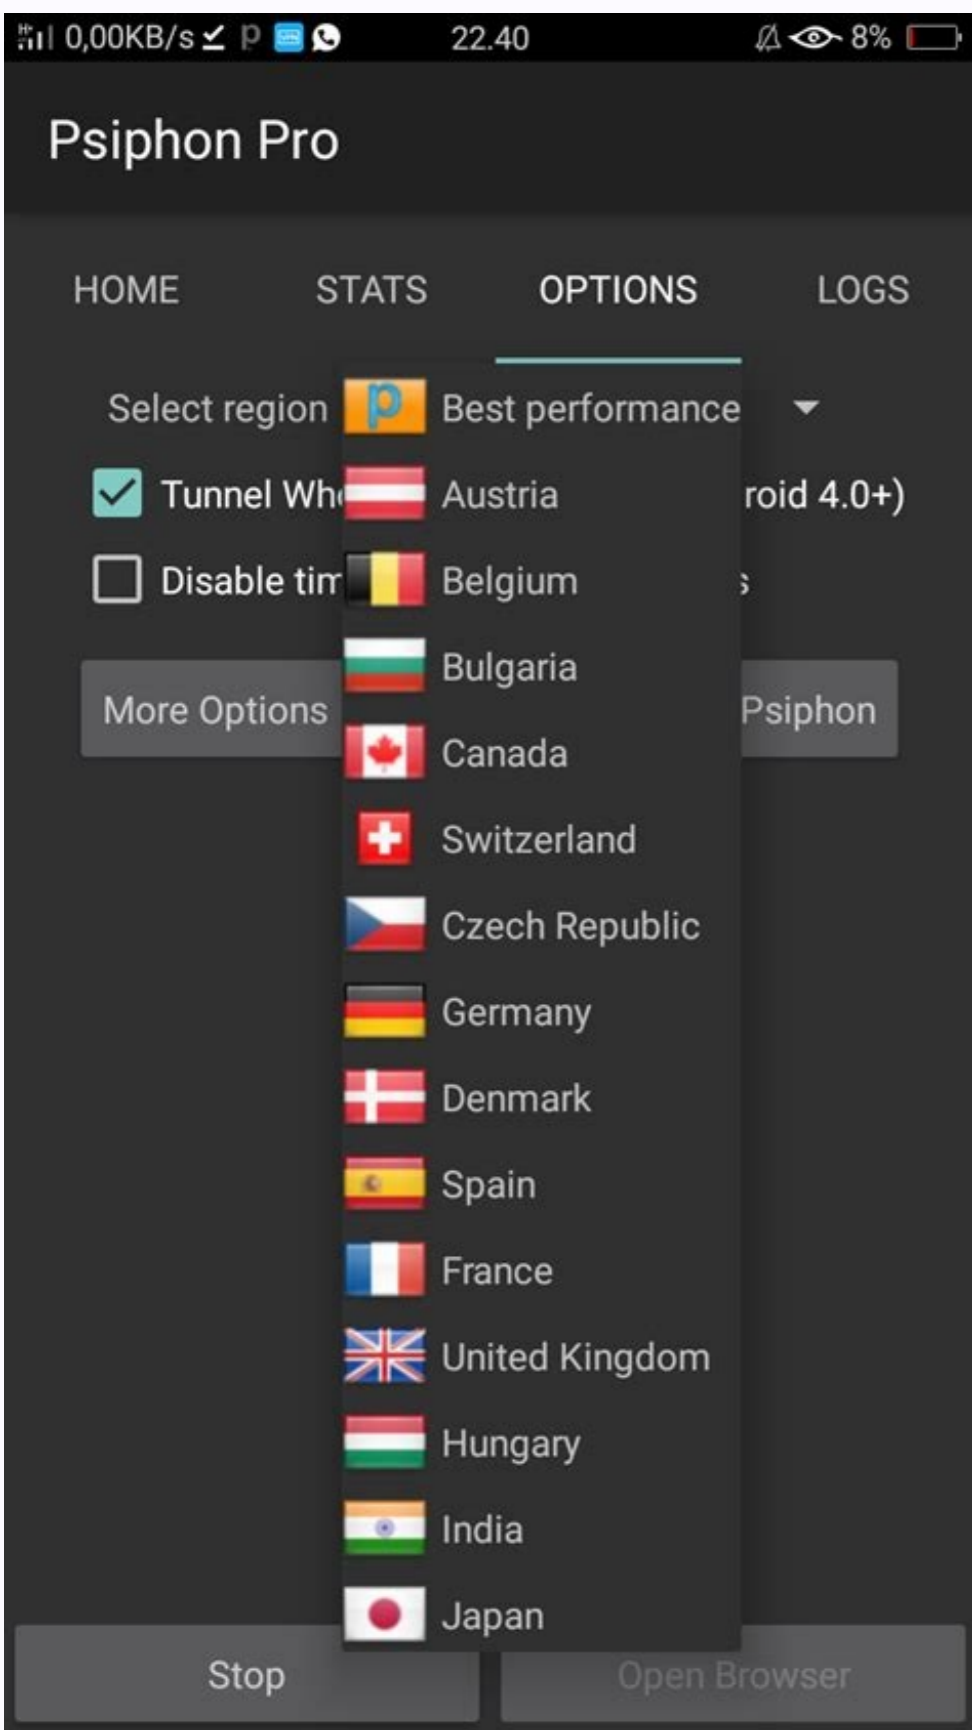 0,00KB/s 22.40 8%
Psiphon Pro
HOME STATS OPTIONS LOGS
Select region Best performance
Tunnel Who Austria roid 4.0+)
Disable tim Belgium s
Bulgaria
More Options Psiphon
Canada
Switzerland
Czech Republic
Germany
Denmark
Spain
France
United Kingdom
Hungary
India
Japan
Stop Open Browser